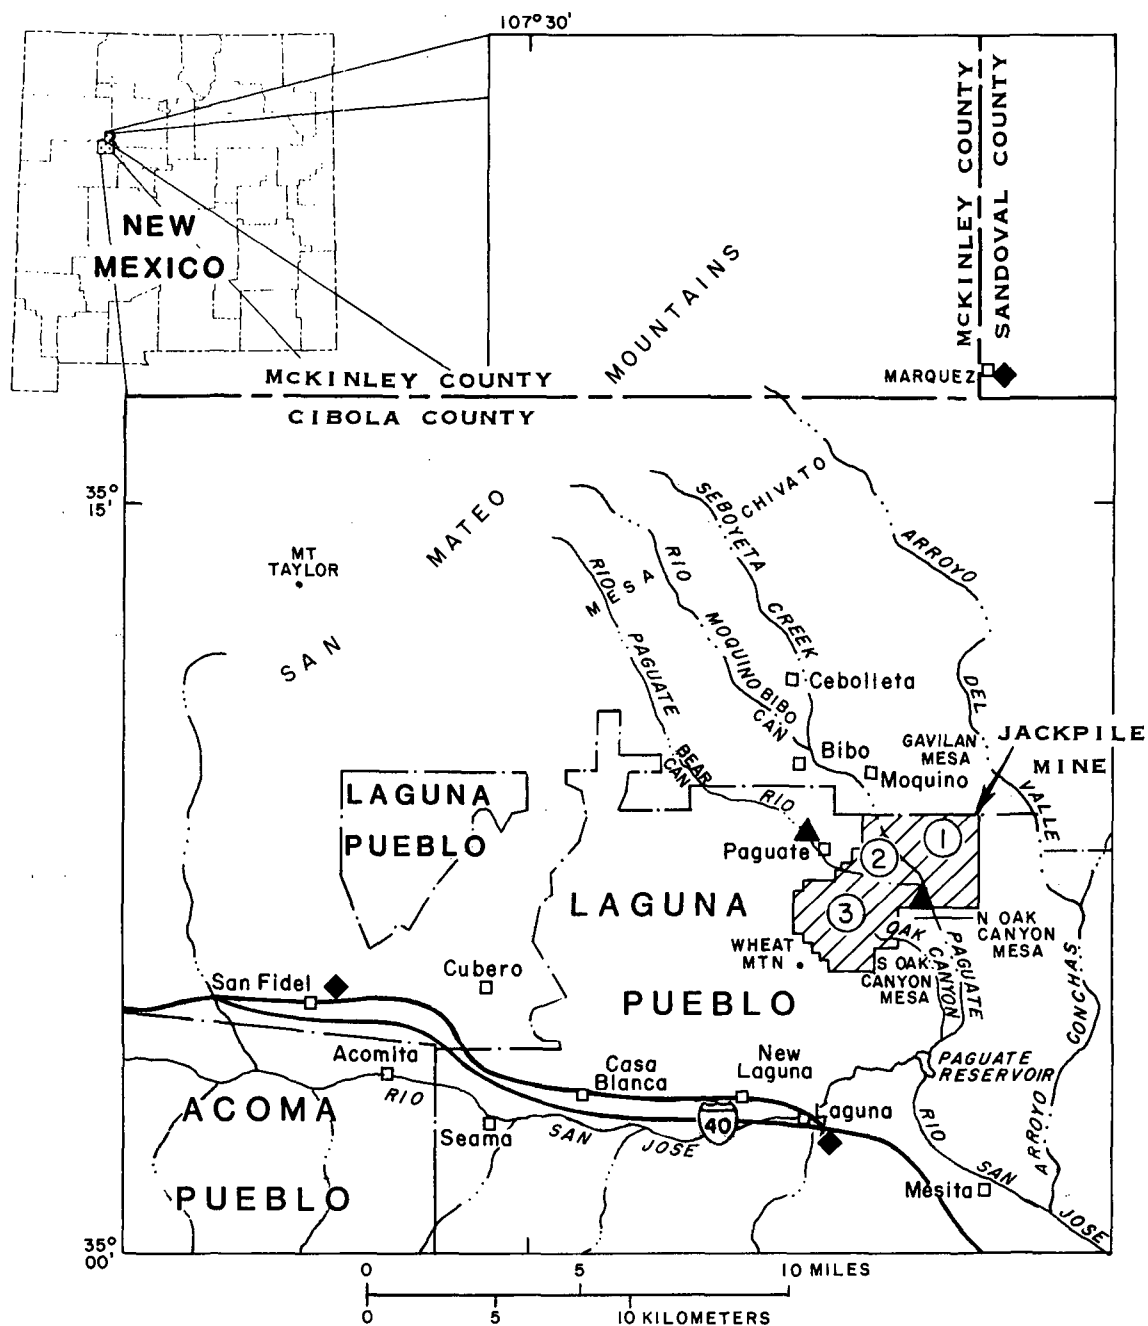 107° 30'
NEW
MEXICO
MCKINLEY COUNTY
SANDOVAL COUNTY
MOUNTAINS
MARQUEZ
MCKINLEY COUNTY
CIBOLA COUNTY
35°
15'
MATEO
SEBOYETA
CREEK
CHIVATO
ARROYO
MT
TAYLOR
RIO
MESA
RIO
MOQUINO
PAGUATE
SAN
Cebolleta
DEL
BIBO
CAN
Bibo
GAVILAN
MESA
Moquino
JACKPILE
MINE
BEAR
CAN
RIO
VALLE
LAGUNA
PUEBLO
Paguate
1
2
3
LAGUNA
PUEBLO
N OAK
CANYON
MESA
OAK
CANYON
PAGUATE
WHEAT
MTN
S OAK
CANYON
MESA
CONCHAS
San Fidel
Cubero
Acomita
Casa
Blanca
New
Laguna
PAGUATE
RESERVOIR
RIO
ACOMA
PUEBLO
Seama
SAN
JOSE
40
Laguna
RIO
ARROYO
Mesita
SAN
JOSE
35°
00'
0 5 10 MILES
0 5 10 KILOMETERS